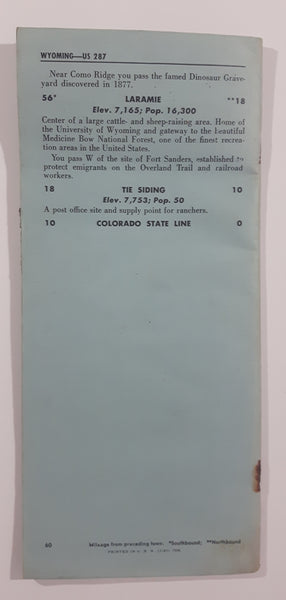 WYOMING—US 287
Near Como Ridge you pass the famed Dinosaur Grave-
yard discovered in 1877.
56* LARAMIE **18
Elev. 7,165; Pop. 16,300
Center of a large cattle- and sheep-raising area. Home of
the University of Wyoming and gateway to the beautiful
Medicine Bow National Forest, one of the finest recrea-
tion areas in the United States.
You pass W of the site of Fort Sanders, established to
protect emigrants on the Overland Trail and railroad
workers.
18 TIE SIDING 10
Elev. 7,753; Pop. 50
A post office site and supply point for ranchers.
10 COLORADO STATE LINE 0
60 Mileage from preceding town. *Southbound; **Northbound
PRINTED IN U. S. A.